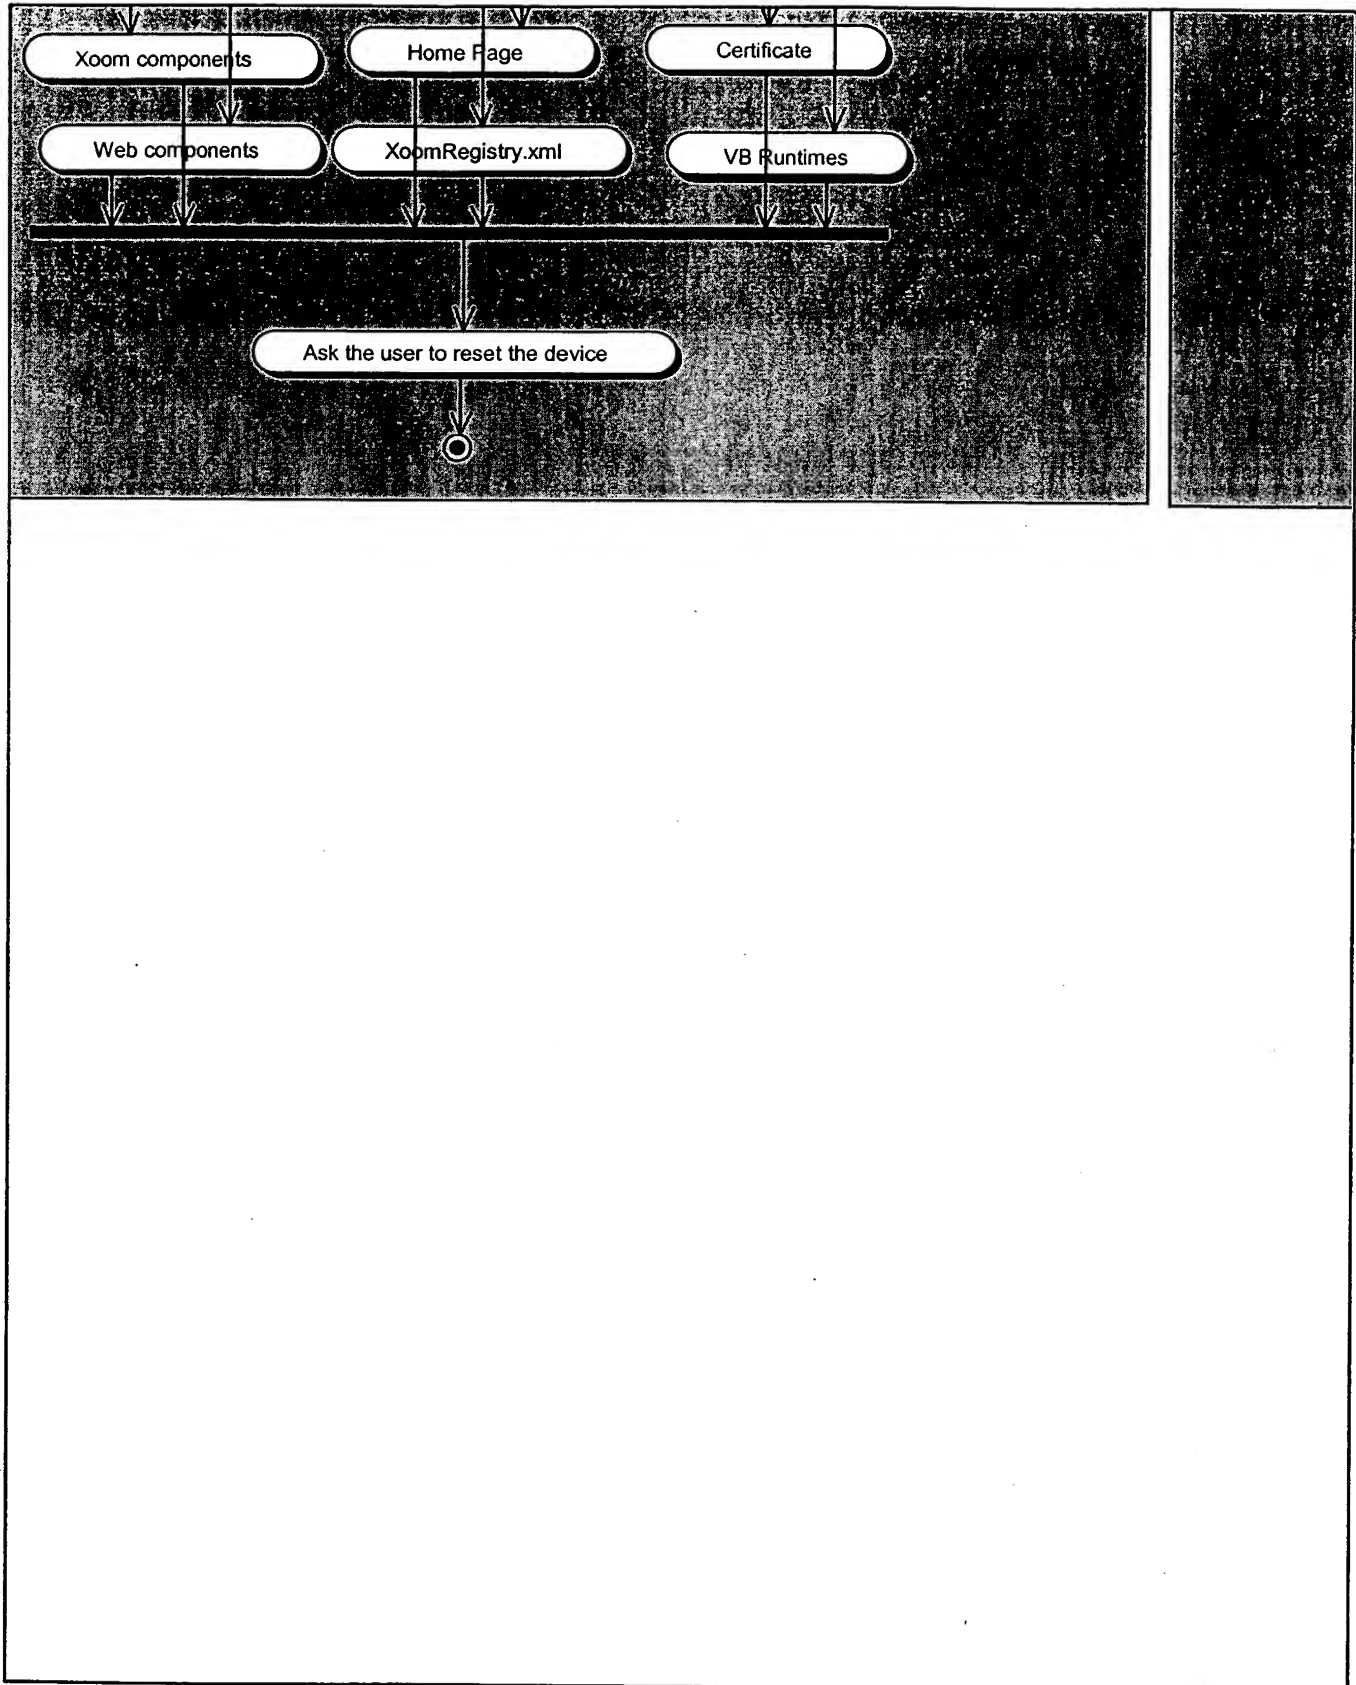 Xoom components
Home Page
Certificate
Web components
XoomRegistry.xml
VB Runtimes
Ask the user to reset the device